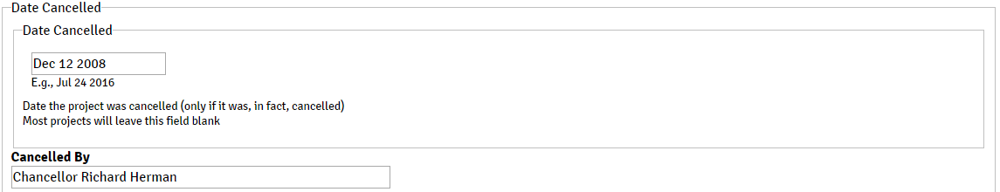 Date Cancelled
Date Cancelled
Dec 12 2008
E.g., Jul 24 2016
Date the project was cancelled (only if it was, in fact, cancelled)
Most projects will leave this field blank
Cancelled By
Chancellor Richard Herman